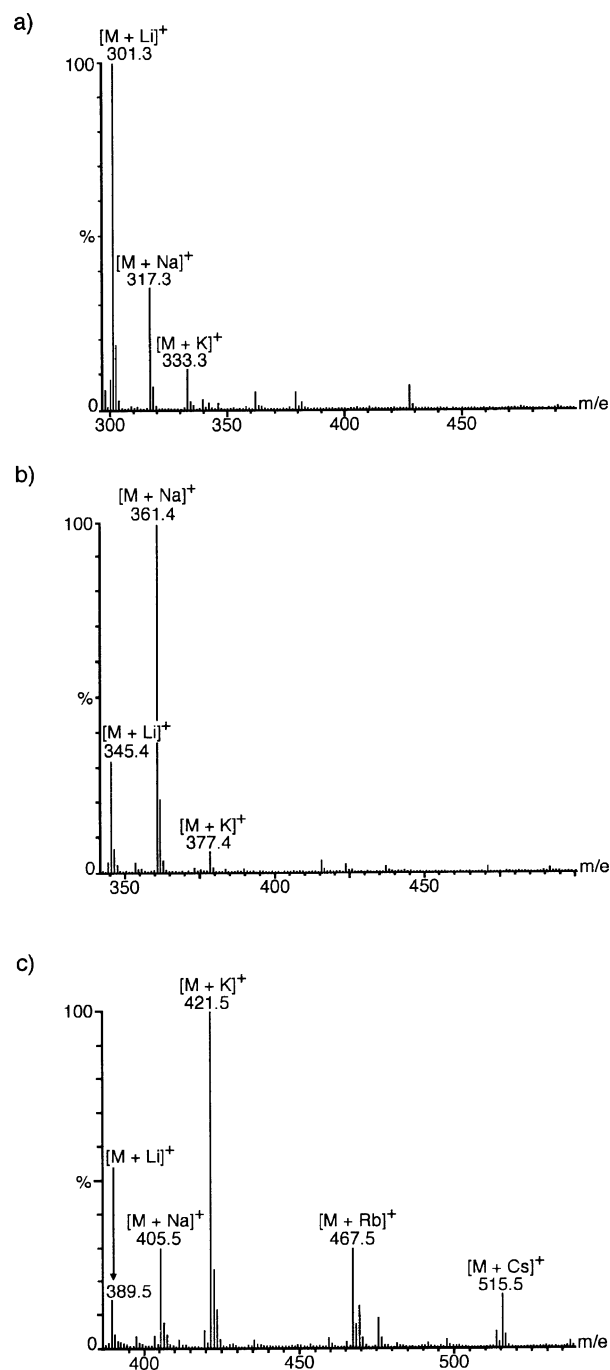 a)
[M + Li]+
301.3
100
[M + Na]+
%
317.3
[M + K]+
333.3
0
m/e
300
350
400
450
b)
[M + Na]+
361.4
100
%
[M + Li]+
345.4
[M + K]+
377.4
0
m/e
350
400
450
c)
[M + K]+
421.5
100
[M + Li]+
%
[M + Na]+
405.5
[M + Rb]+
467.5
[M + Cs]+
515.5
389.5
0
m/e
400
450
500